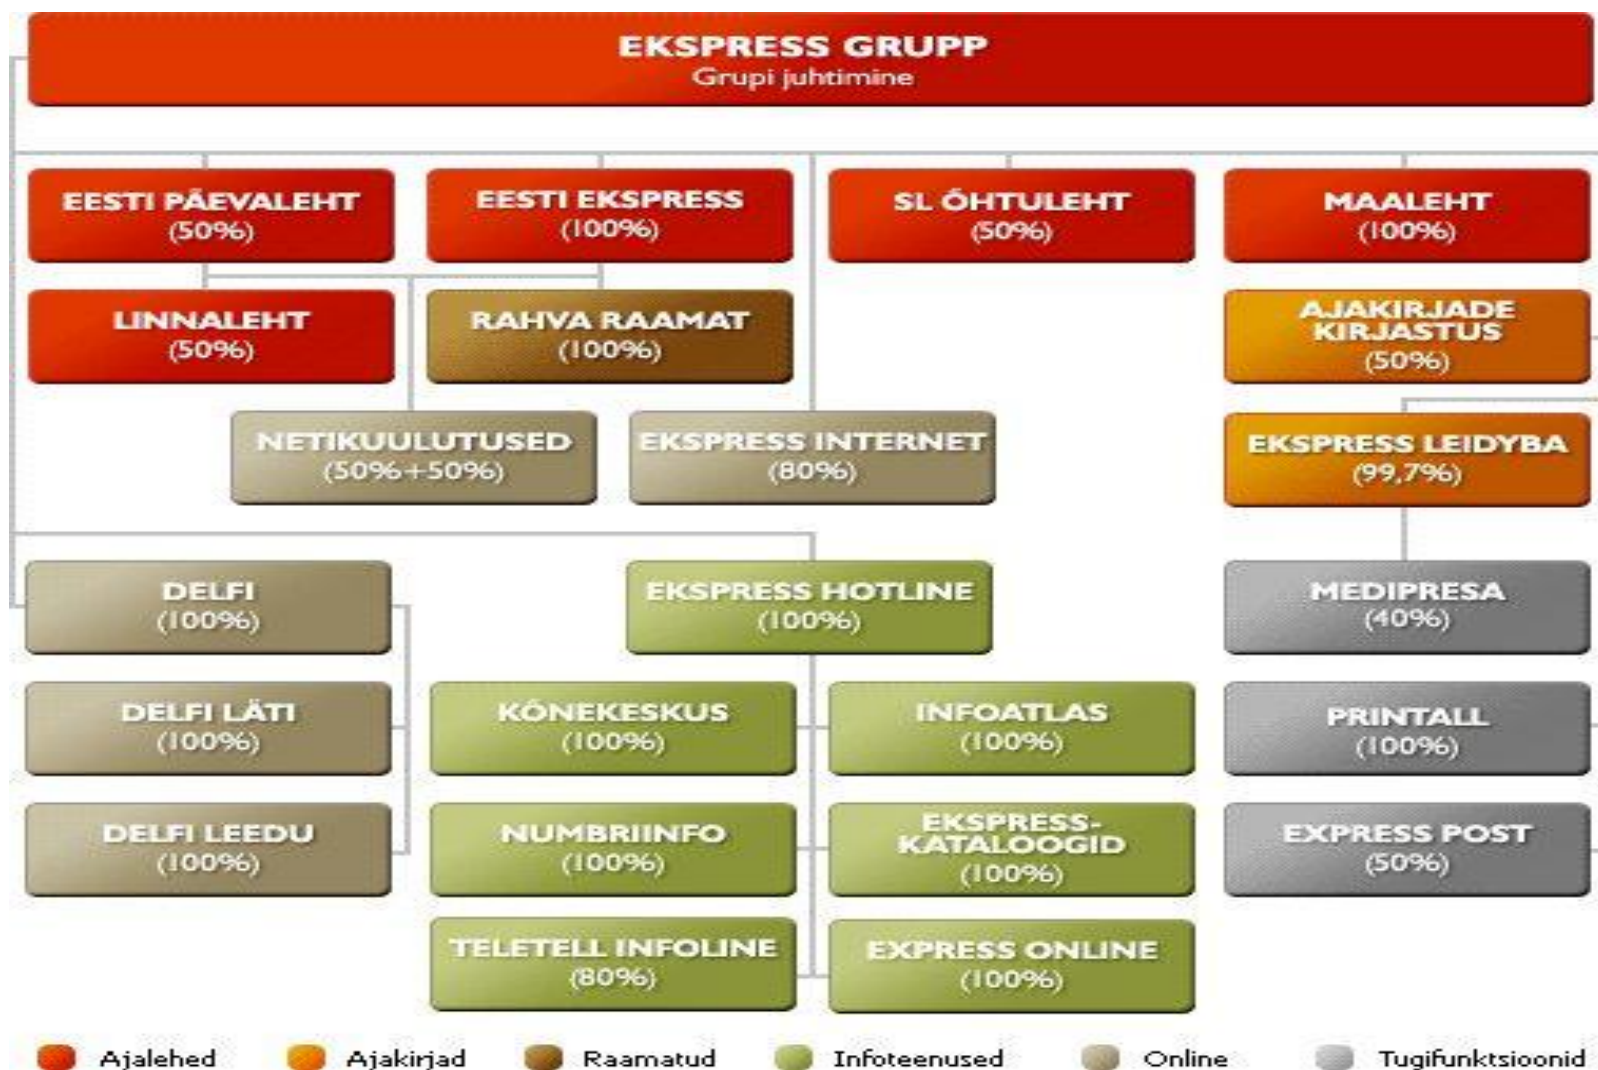 EKSPRESS GRUPP
Grupi juhtimine
EESTI PÄEVALEHT
(50%)
EESTI EKSPRESS
(100%)
SL ÕHTULEHT
(50%)
MAALEHT
(100%)
LINNALEHT
(50%)
RAHVA RAAMAT
(100%)
AJAKIRJADE
KIRJASTUS
(50%)
NETIKUULUTUSED
(50%+50%)
EKSPRESS INTERNET
(80%)
EKSPRESS LEIDYBA
(99,7%)
DELFI
(100%)
EKSPRESS HOTLINE
(100%)
MEDIPRESA
(40%)
DELFI LÄTI
(100%)
KÕNEKESKUS
(100%)
INFOATLAS
(100%)
PRINTALL
(100%)
DELFI LEEDU
(100%)
NUMBRIINFO
(100%)
EKSPRESS-
KATALOOGID
(100%)
EXPRESS POST
(50%)
TELETELL INFOLINE
(80%)
EXPRESS ONLINE
(100%)
Ajalehed
Ajakirjad
Raamatud
Infoteenused
Online
Tugifunktsioonid